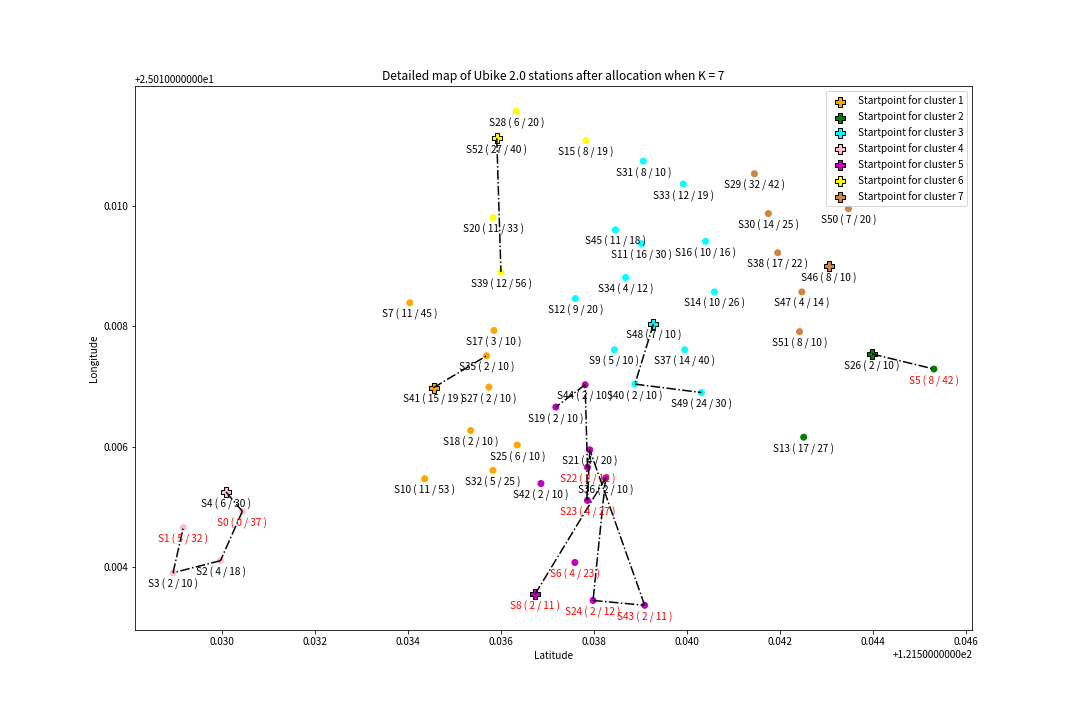 Detailed map of Ubike 2.0 stations after allocation when K = 7
+2.5010000000e1
Startpoint for cluster 1
Startpoint for cluster 2
Startpoint for cluster 3
Startpoint for cluster 4
Startpoint for cluster 5
Startpoint for cluster 6
Startpoint for cluster 7
S28 ( 6 / 20 )
S52 ( 27 / 40 )
S15 ( 8 / 19 )
S31 ( 8 / 10 )
S29 ( 32 / 42 )
S33 ( 12 / 19 )
0.010
S50 ( 7 / 20 )
S30 ( 14 / 25 )
S20 ( 11 / 33 )
S45 ( 11 / 18 )
S11 ( 16 / 30 )
S16 ( 10 / 16 )
S38 ( 17 / 22 )
S46 ( 8 / 10 )
S39 ( 12 / 56 )
S34 ( 4 / 12 )
S14 ( 10 / 26 )
S47 ( 4 / 14 )
S12 ( 9 / 20 )
S7 ( 11 / 45 )
0.008
S48 ( 7 / 10 )
S17 ( 3 / 10 )
S51 ( 8 / 10 )
S9 ( 5 / 10 )
S37 ( 14 / 40 )
S35 ( 2 / 10 )
S26 ( 2 / 10 )
S5 ( 8 / 42 )
Longitude
S41 ( 15 / 19 )
S27 ( 2 / 10 )
S44 ( 2 / 10 )
S40 ( 2 / 10 )
S49 ( 24 / 30 )
S19 ( 2 / 10 )
S18 ( 2 / 10 )
0.006
S13 ( 17 / 27 )
S25 ( 6 / 10 )
S21 ( / 20 )
S32 ( 5 / 25 )
S22 (
S10 ( 11 / 53 )
S36 ( 2 / 10 )
S42 ( 2 / 10 )
S4 ( 6 / 30 )
S23 ( 4 / 27 )
S0 ( 0 / 37 )
S1 ( 5 / 32 )
0.004
S2 ( 4 / 18 )
S6 ( 4 / 23 )
S3 ( 2 / 10 )
S8 ( 2 / 11 )
S24 ( 2 / 12 )
S43 ( 2 / 11 )
0.030 0.032 0.034 0.036 0.038 0.040 0.042 0.044 0.046
Latitude
+1.2150000000e2